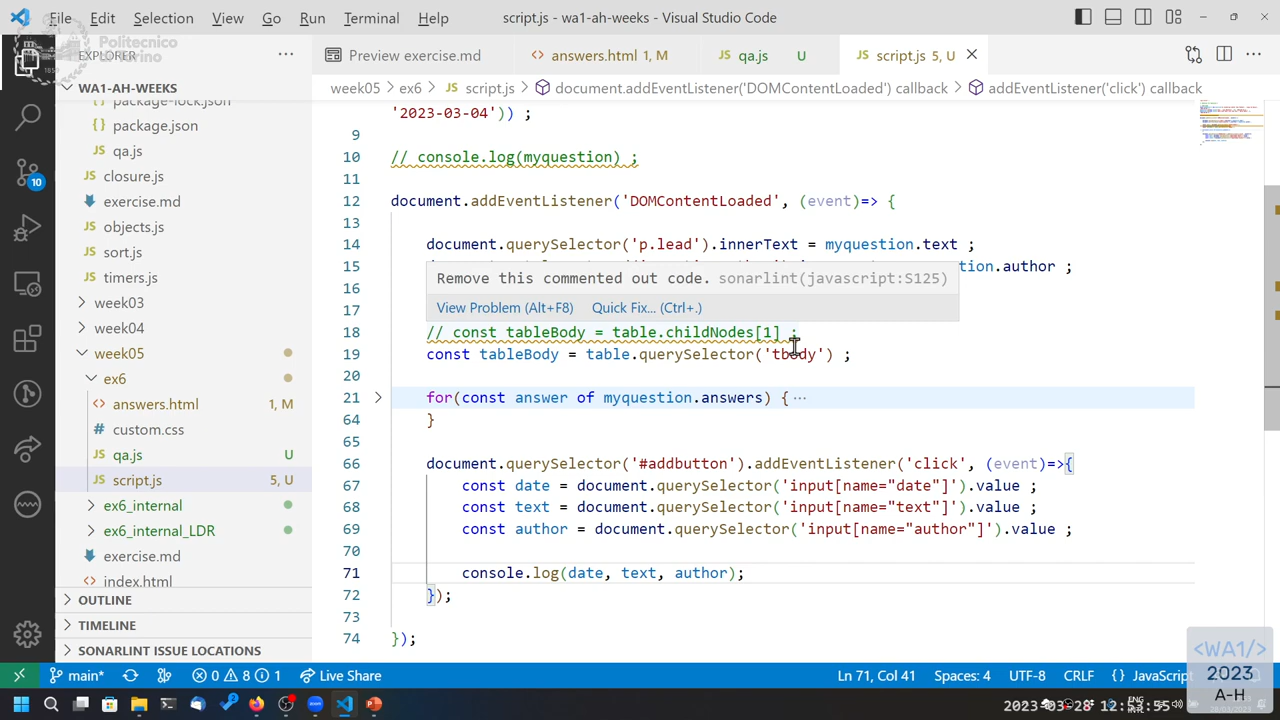 File Edit Selection View Go Run Terminal Help
script.js - wa1-ah-weeks - Visual Studio Code
Politecnico
EXPLORER
WA1-AH-WEEKS
package-lock.json
package.json
qa.js
closure.js
exercise.md
objects.js
sort.js
timers.js
week03
week04
week05
ex6
answers.html 1, M
custom.css
qa.js U
script.js 5, U
ex6_internal
ex6_internal_LDR
exercise.md
index.html
OUTLINE
TIMELINE
SONARLINT ISSUE LOCATIONS
10
Preview exercise.md
answers.html 1, M
qa.js U
script.js 5, U
week05 > ex6 > JS script.js > document.addEventListener('DOMContentLoaded') callback > addEventListener('click') callback
'2023-03-04')) ;
9
10 // console.log(myquestion) ;
11
12 document.addEventListener('DOMContentLoaded', (event)=> {
13
14 document.querySelector('p.lead').innerText = myquestion.text ;
15 .author ;
16
Remove this commented out code. sonarlint(javascript:S125)
View Problem (Alt+F8) Quick Fix... (Ctrl+.)
17
18 // const tableBody = table.childNodes[1] ;
19 const tableBody = table.querySelector('tbody') ;
20
21 for(const answer of myquestion.answers) {···
64 }
65
66 document.querySelector('#addbutton').addEventListener('click', (event)=>{
67 const date = document.querySelector('input[name="date"]').value ;
68 const text = document.querySelector('input[name="text"]').value ;
69 const author = document.querySelector('input[name="author"]').value ;
70
71 console.log(date, text, author);
72 });
73
74 });
<WA1/>
2023
A-H
main* 0 8 1 Live Share
Ln 71, Col 41 Spaces: 4 UTF-8 CRLF {} JavaScript
ENG